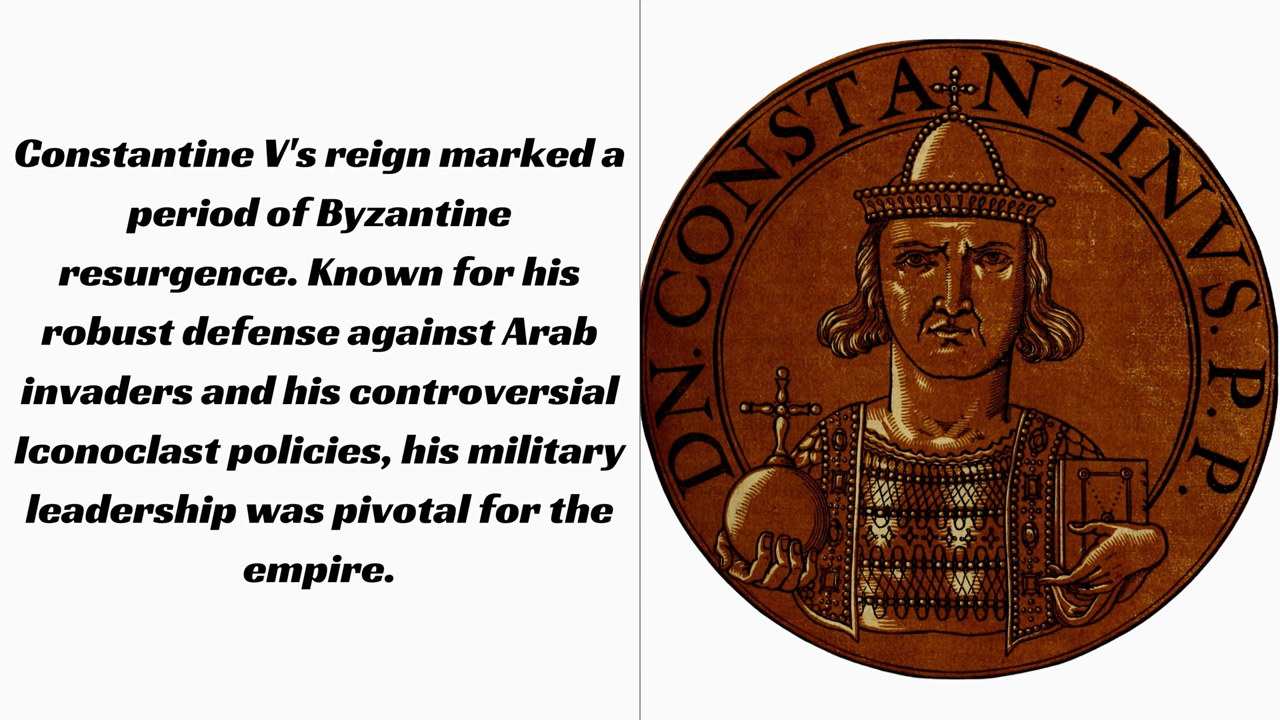 Constantine V's reign marked a
period of Byzantine
resurgence. Known for his
robust defense against Arab
invaders and his controversial
Iconoclast policies, his military
leadership was pivotal for the
empire.
DN. CONSTANTINVS. P. P.